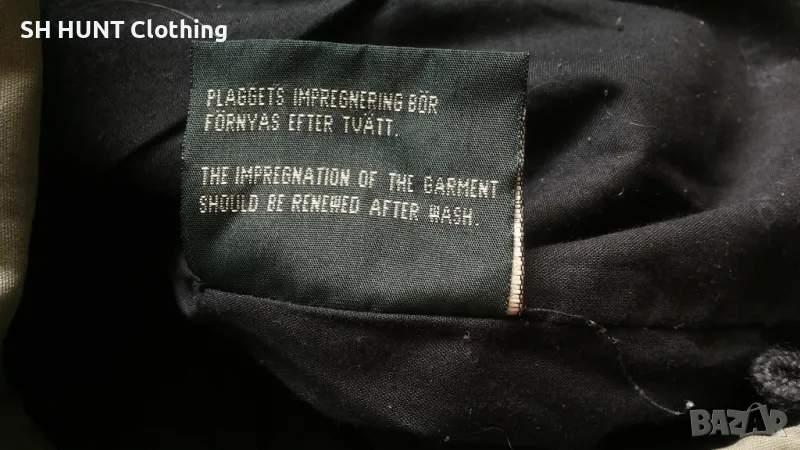 SH HUNT Clothing
PLAGGETS IMPREGNERING BÖR
FÖRNYAS EFTER TVÄTT.
THE IMPREGNATION OF THE GARMENT
SHOULD BE RENEWED AFTER WASH.
BAZAR